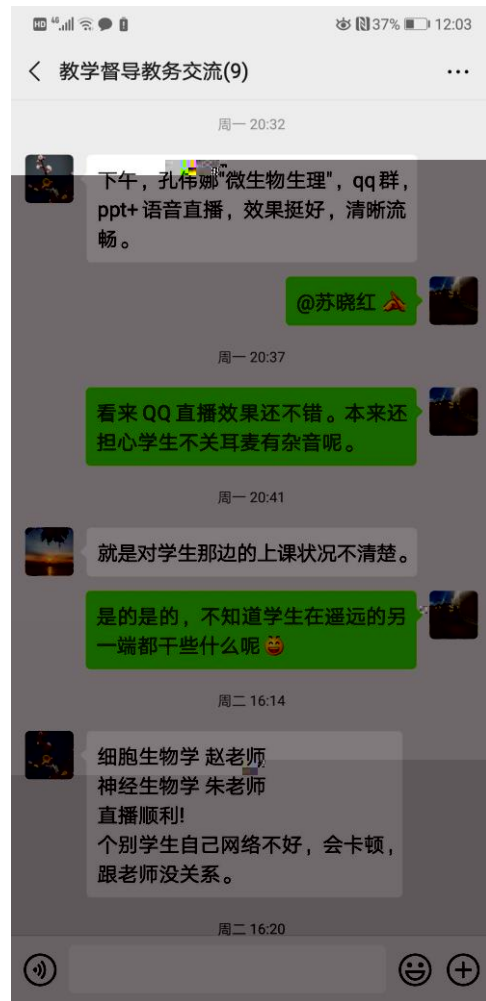 HD 46 37% 12:03
教学督导教务交流(9)
周一 20:32
下午，孔伟娜"微生物生理"，qq群，
ppt+语音直播，效果挺好，清晰流
畅。
@苏晓红
周一 20:37
看来QQ直播效果还不错。本来还
担心学生不关耳麦有杂音呢。
周一 20:41
就是对学生那边的上课状况不清楚。
是的是的，不知道学生在遥远的另
一端都干些什么呢
周二 16:14
细胞生物学 赵老师
神经生物学 朱老师
直播顺利!
个别学生自己网络不好，会卡顿，
跟老师没关系。
周二 16:20